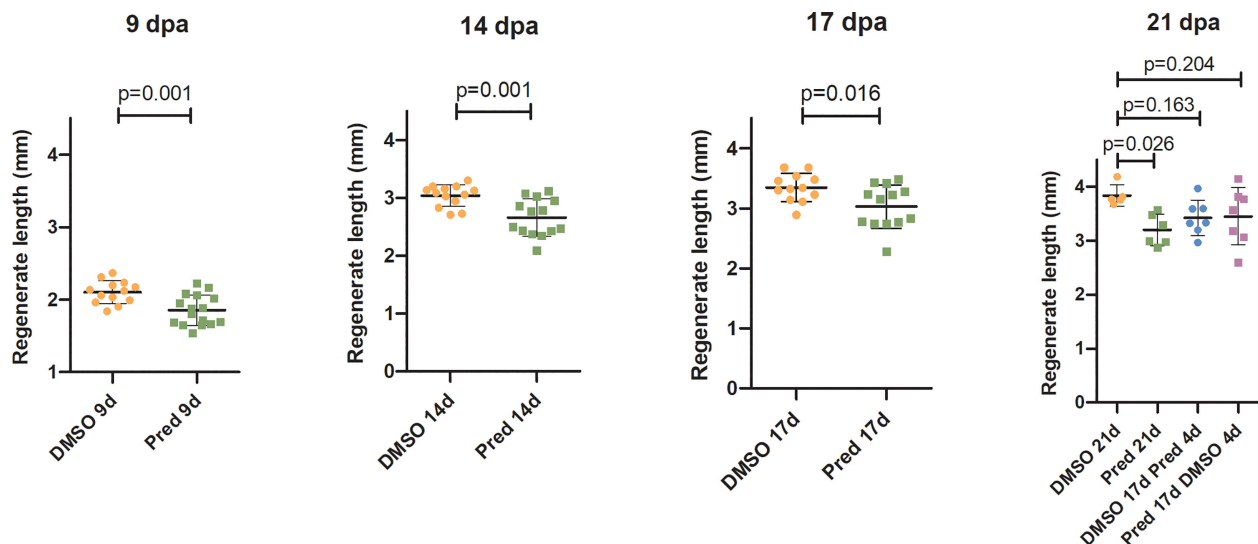 9 dpa
p=0.001
Regenerate length (mm)
4
3
2
1
DMSO 9d
Pred 9d
14 dpa
p=0.001
Regenerate length (mm)
4
3
2
1
0
DMSO 14d
Pred 14d
17 dpa
p=0.016
Regenerate length (mm)
4
3
2
1
0
DMSO 17d
Pred 17d
21 dpa
p=0.204
p=0.163
p=0.026
Regenerate length (mm)
4
3
2
1
0
DMSO 21d
Pred 21d
DMSO 17d Pred 4d
Pred 17d DMSO 4d